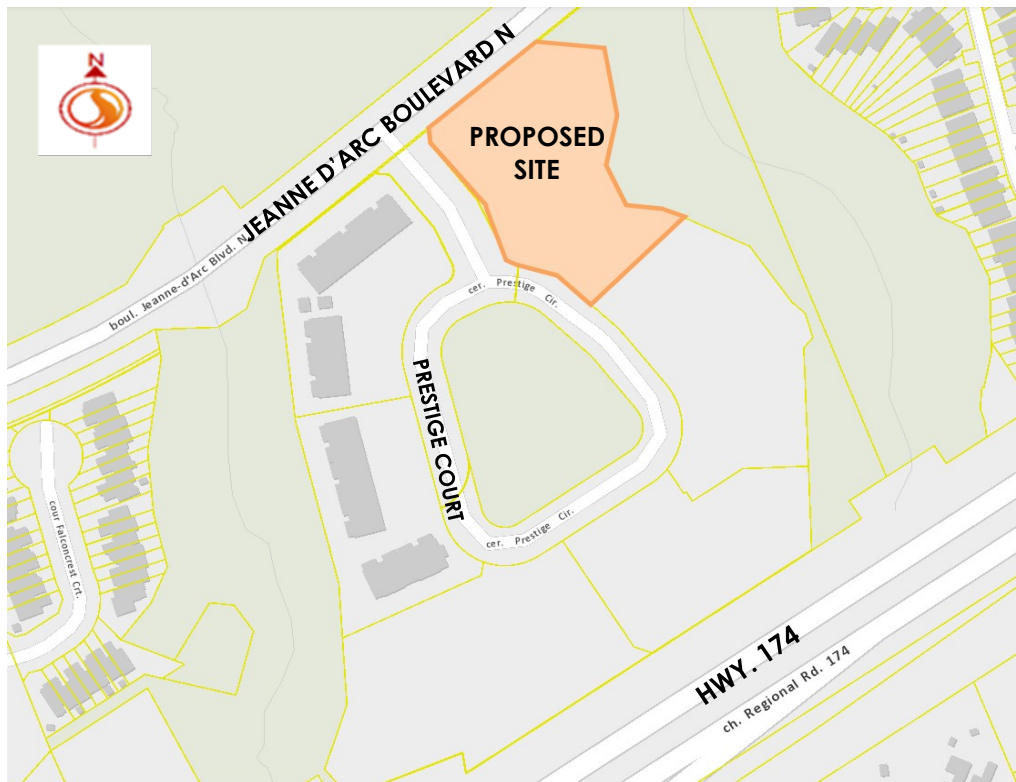 N
JEANNE D'ARC BOULEVARD N
PROPOSED
SITE
boul. Jeanne-d'Arc Blvd. N
cer. Prestige Cir.
PRESTIGE COURT
cer. Prestige Cir.
cour Falconcrest Crt.
HWY. 174
ch. Regional Rd. 174